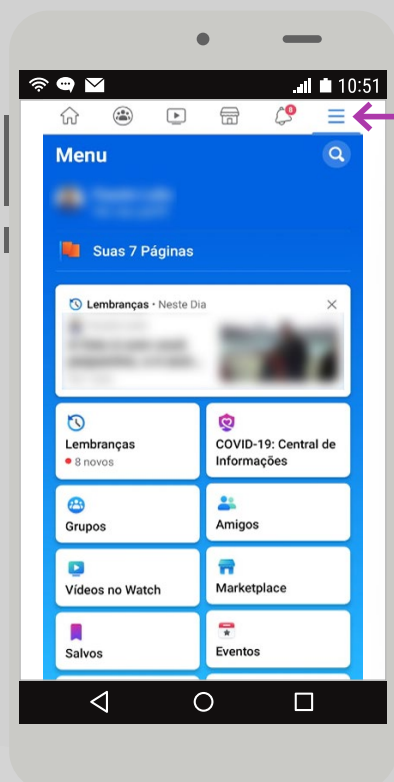 10:51
Menu
Suas 7 Páginas
Lembranças · Neste Dia
Lembranças
8 novos
COVID-19: Central de
Informações
Grupos
Amigos
Vídeos no Watch
Marketplace
Salvos
Eventos